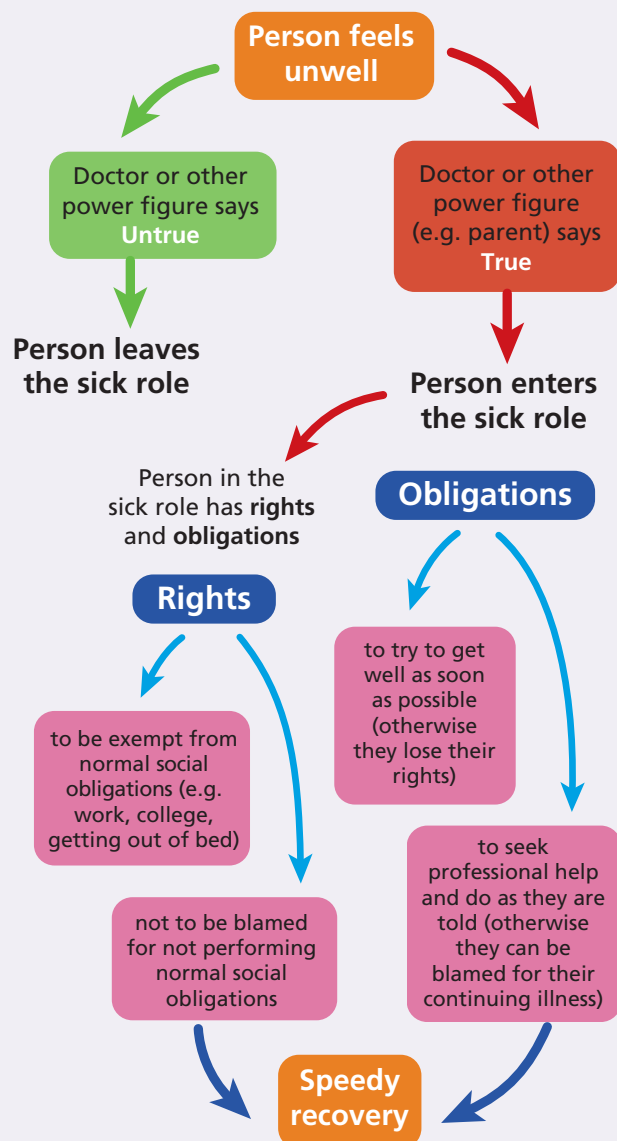 Person feels
unwell
Doctor or other
power figure says
Untrue
Doctor or other
power figure
(e.g. parent) says
True
Person leaves
the sick role
Person enters
the sick role
Person in the
sick role has rights
and obligations
Rights
to be exempt from
normal social
obligations (e.g.
work, college,
getting out of bed)
not to be blamed
for not performing
normal social
obligations
Obligations
to try to get
well as soon
as possible
(otherwise
they lose their
rights)
to seek
professional help
and do as they are
told (otherwise
they can be
blamed for their
continuing illness)
Speedy
recovery